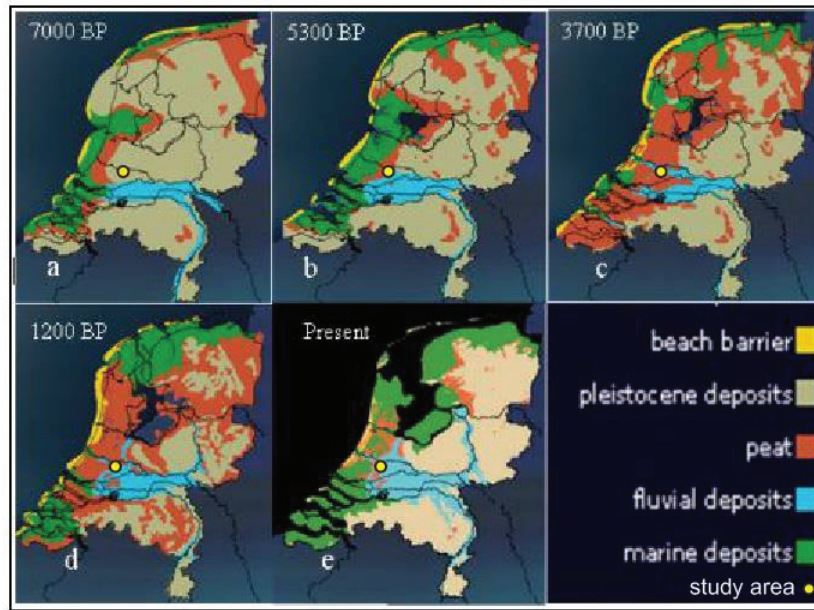 7000 BP
5300 BP
3700 BP
a
b
c
1200 BP
Present
d
e
beach barrier
pleistocene deposits
peat
fluvial deposits
marine deposits
study area